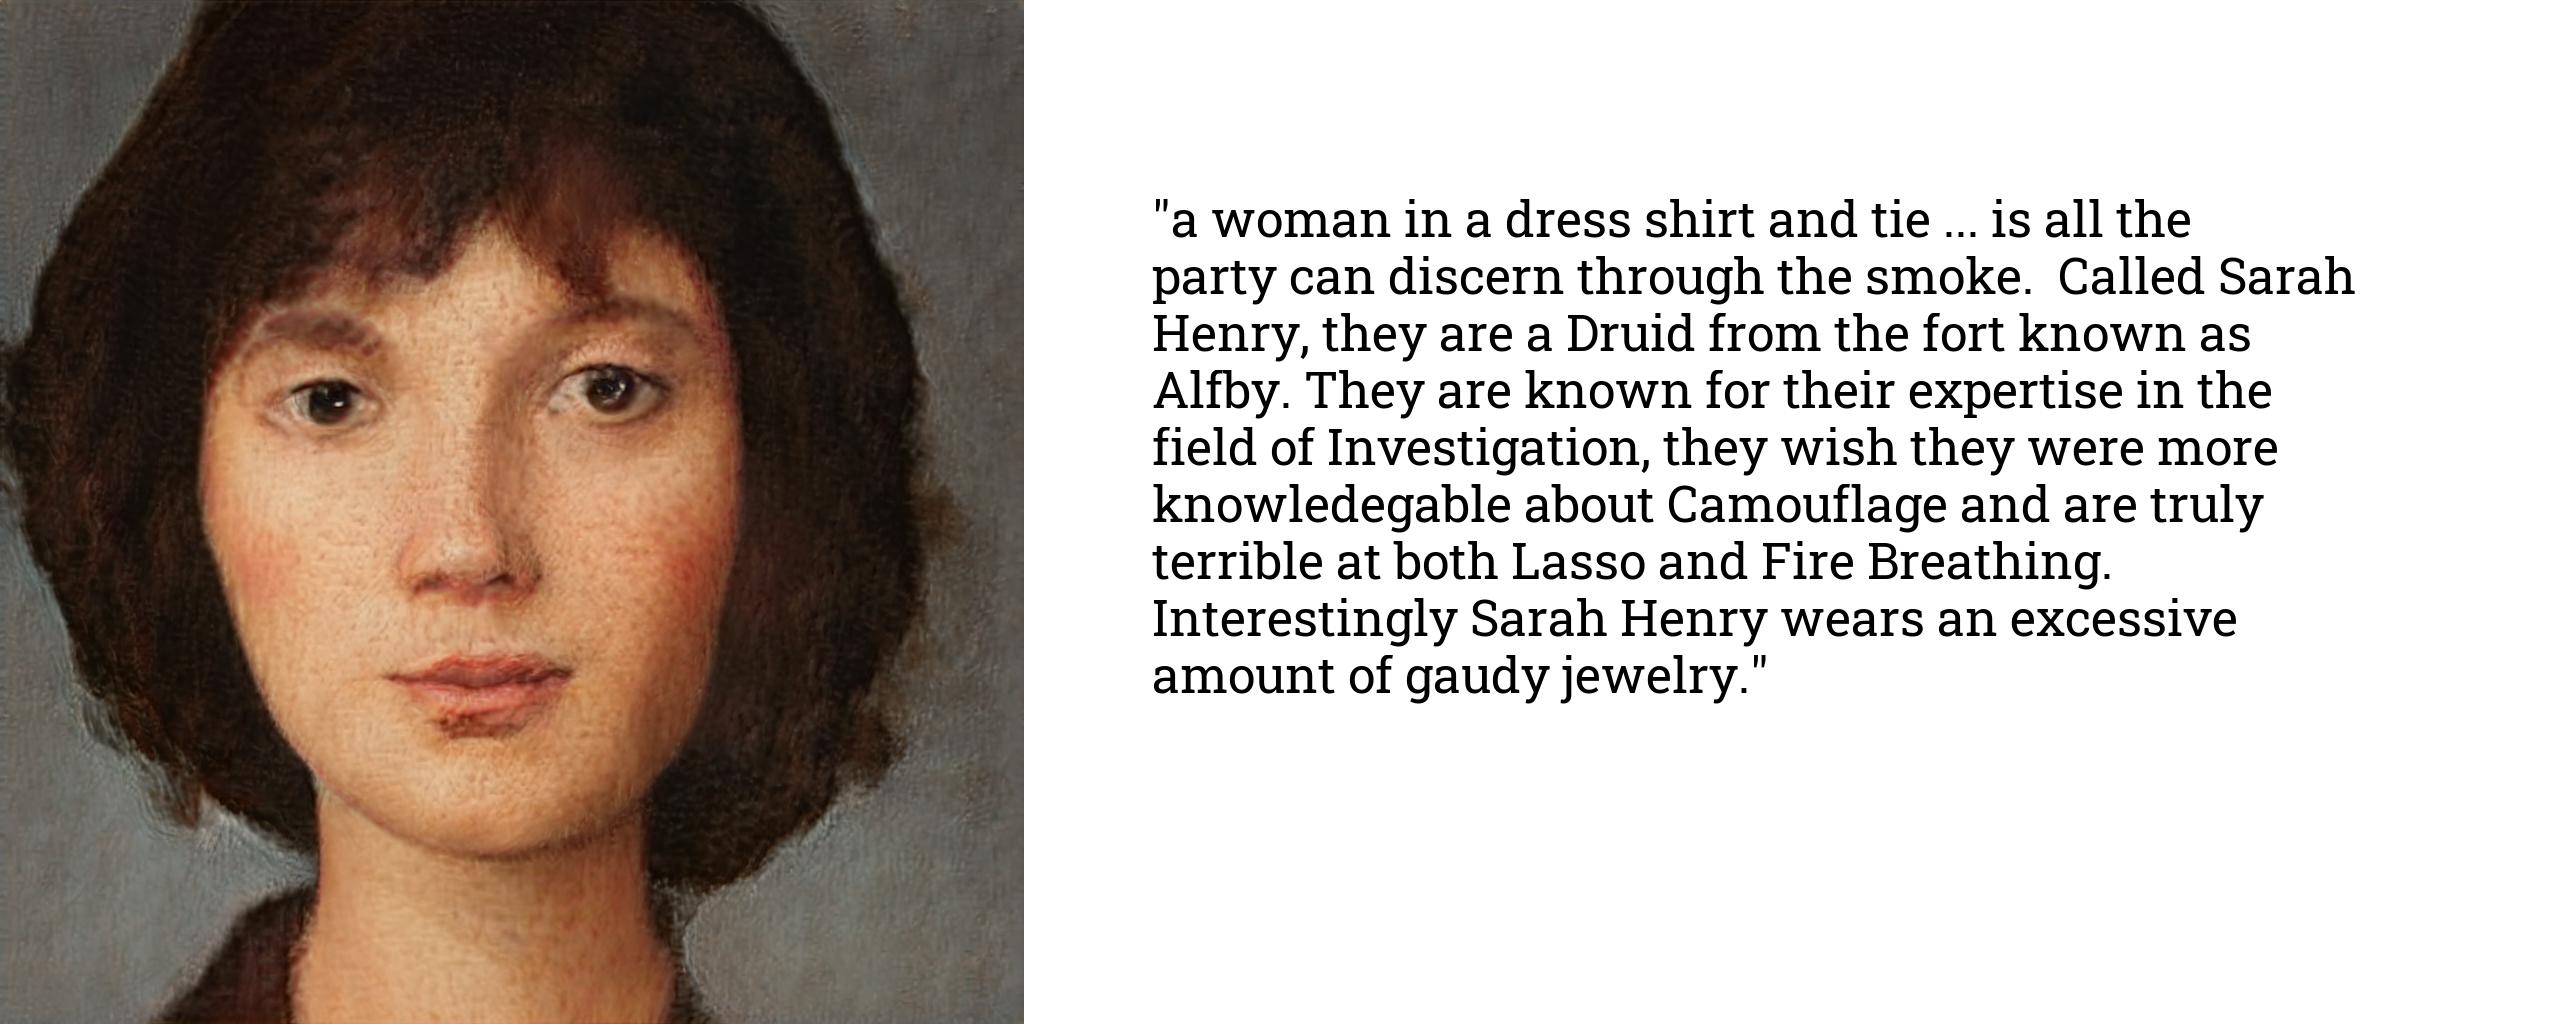 "a woman in a dress shirt and tie ... is all the
party can discern through the smoke.  Called Sarah
Henry, they are a Druid from the fort known as
Alfby. They are known for their expertise in the
field of Investigation, they wish they were more
knowledegable about Camouflage and are truly
terrible at both Lasso and Fire Breathing.
Interestingly Sarah Henry wears an excessive
amount of gaudy jewelry."